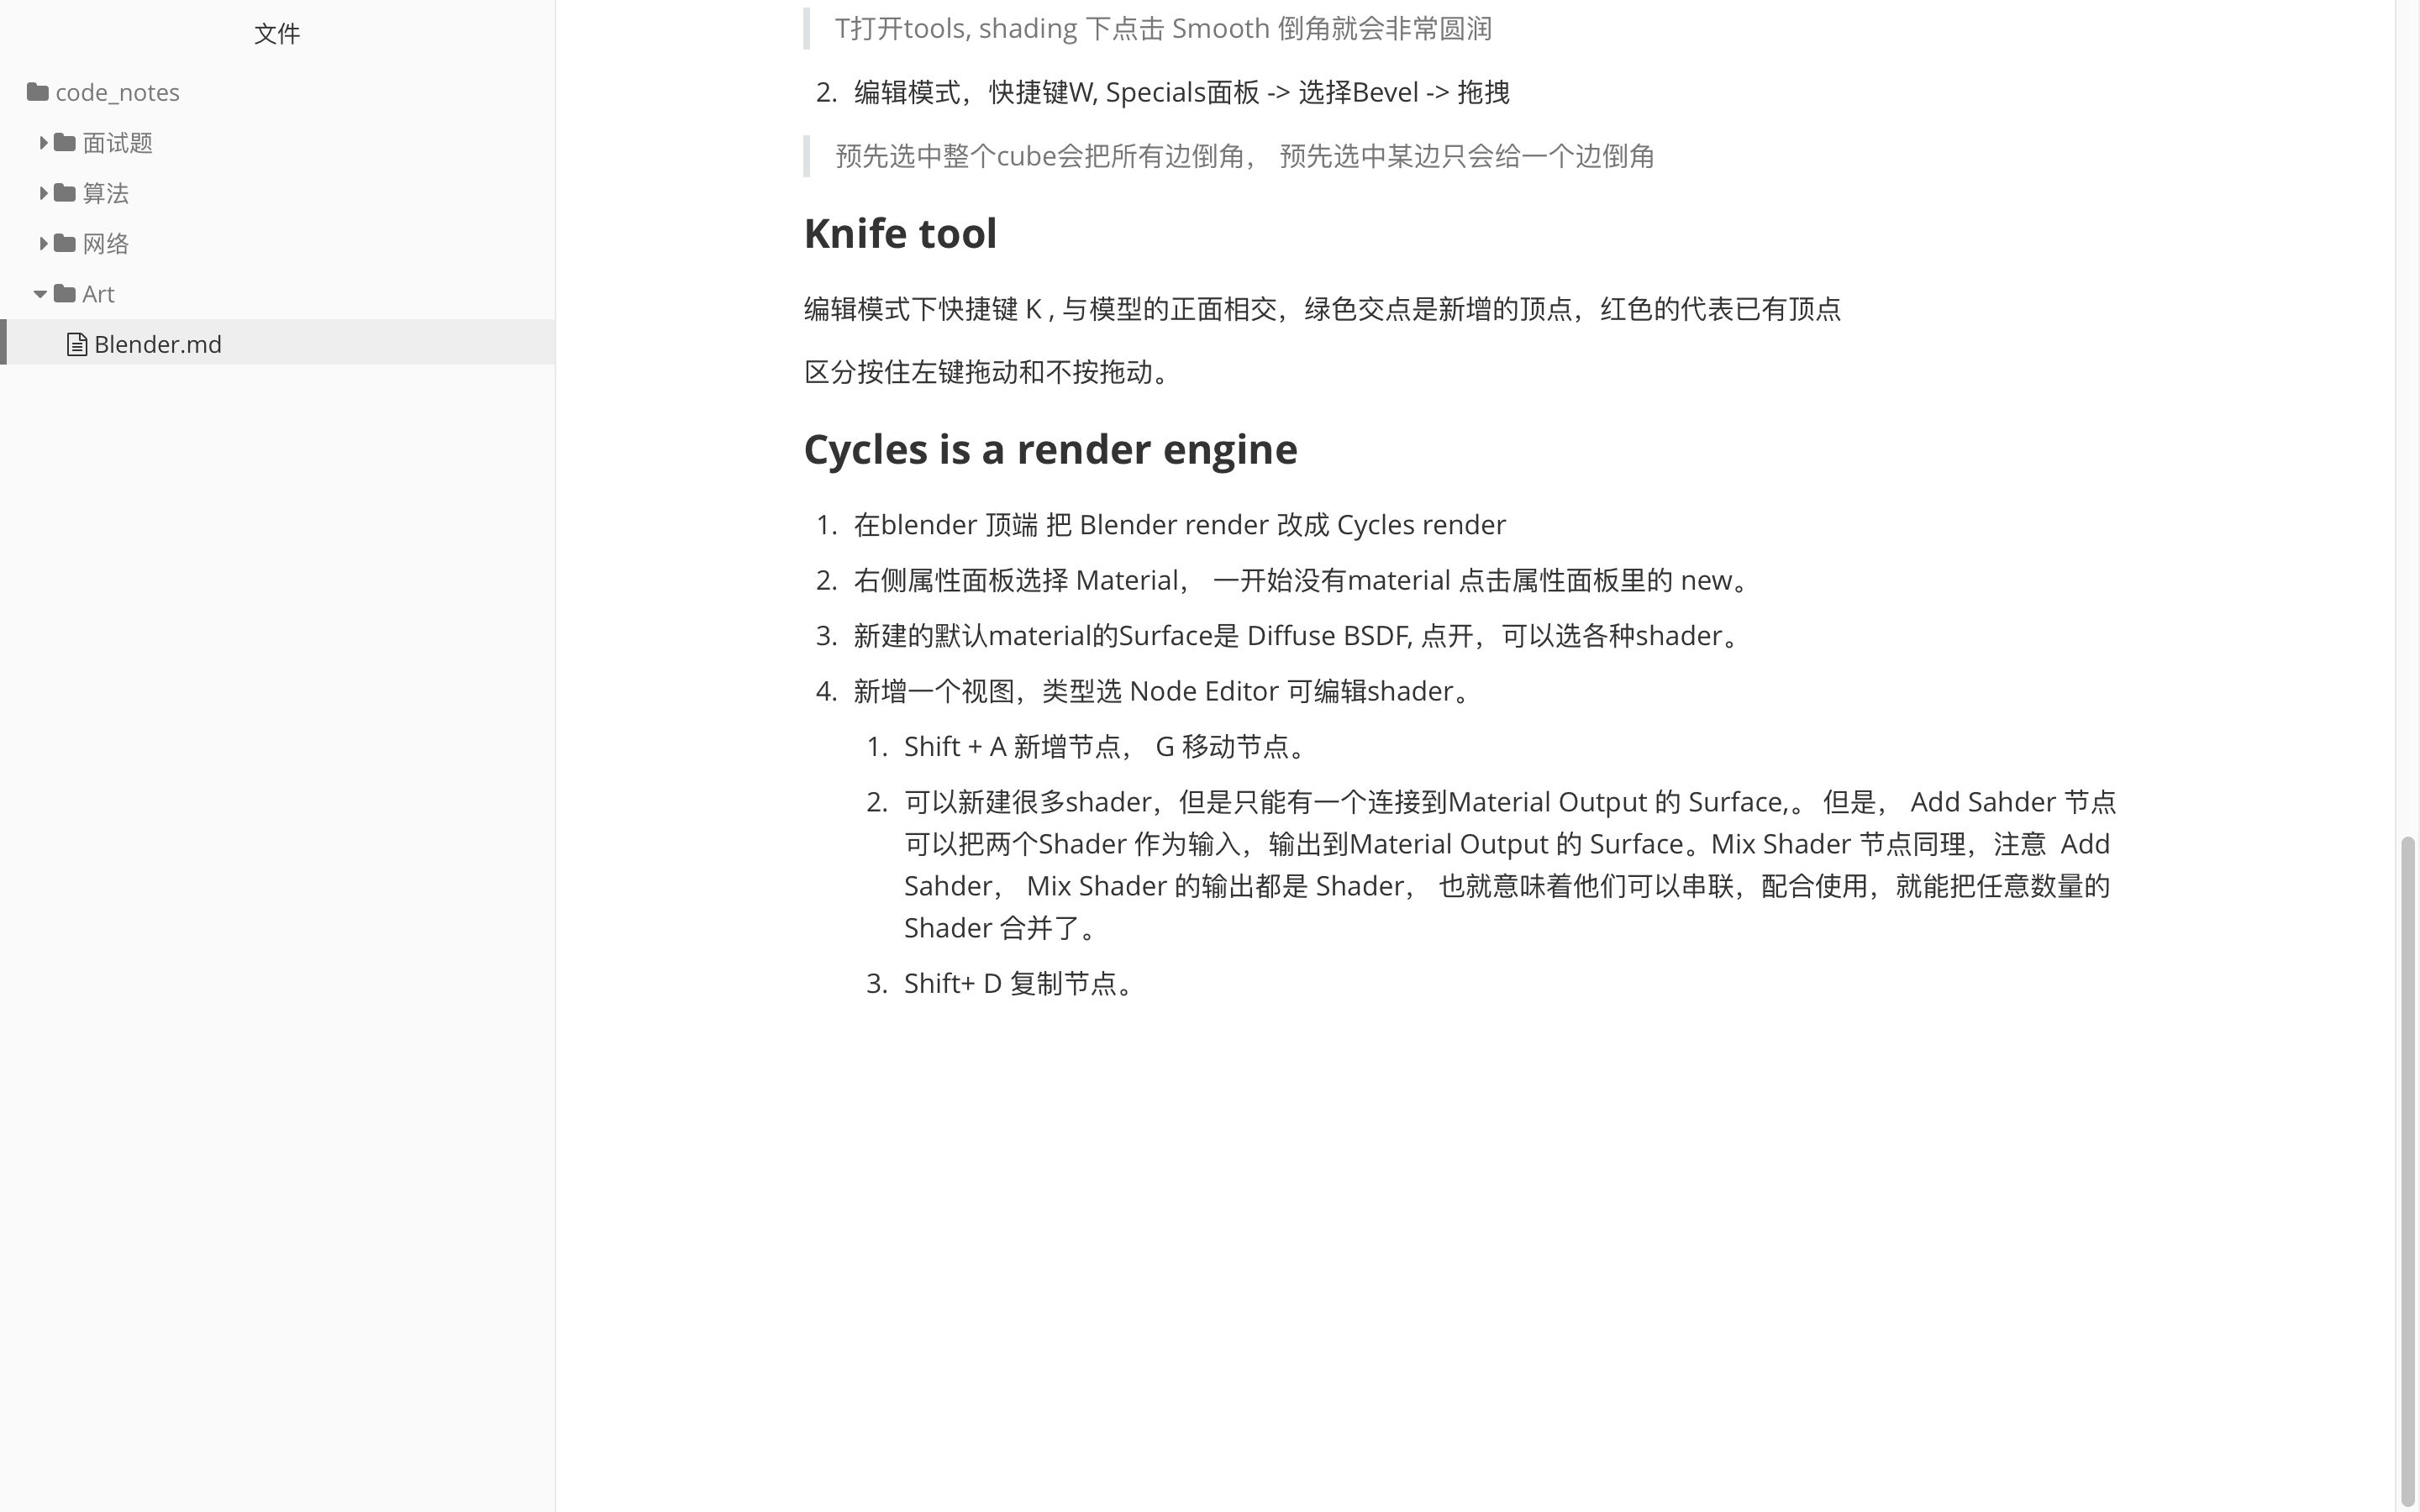 文件
code_notes
面试题
算法
网络
Art
Blender.md
T打开tools, shading 下点击 Smooth 倒角就会非常圆润
2. 编辑模式，快捷键W, Specials面板 -> 选择Bevel -> 拖拽
预先选中整个cube会把所有边倒角， 预先选中某边只会给一个边倒角
Knife tool
编辑模式下快捷键 K , 与模型的正面相交，绿色交点是新增的顶点，红色的代表已有顶点
区分按住左键拖动和不按拖动。
Cycles is a render engine
1. 在blender 顶端 把 Blender render 改成 Cycles render
2. 右侧属性面板选择 Material， 一开始没有material 点击属性面板里的 new。
3. 新建的默认material的Surface是 Diffuse BSDF, 点开，可以选各种shader。
4. 新增一个视图，类型选 Node Editor 可编辑shader。
1. Shift + A 新增节点， G 移动节点。
2. 可以新建很多shader，但是只能有一个连接到Material Output 的 Surface,。 但是， Add Sahder 节点
可以把两个Shader 作为输入，输出到Material Output 的 Surface。Mix Shader 节点同理，注意 Add
Sahder， Mix Shader 的输出都是 Shader， 也就意味着他们可以串联，配合使用，就能把任意数量的
Shader 合并了。
3. Shift+ D 复制节点。